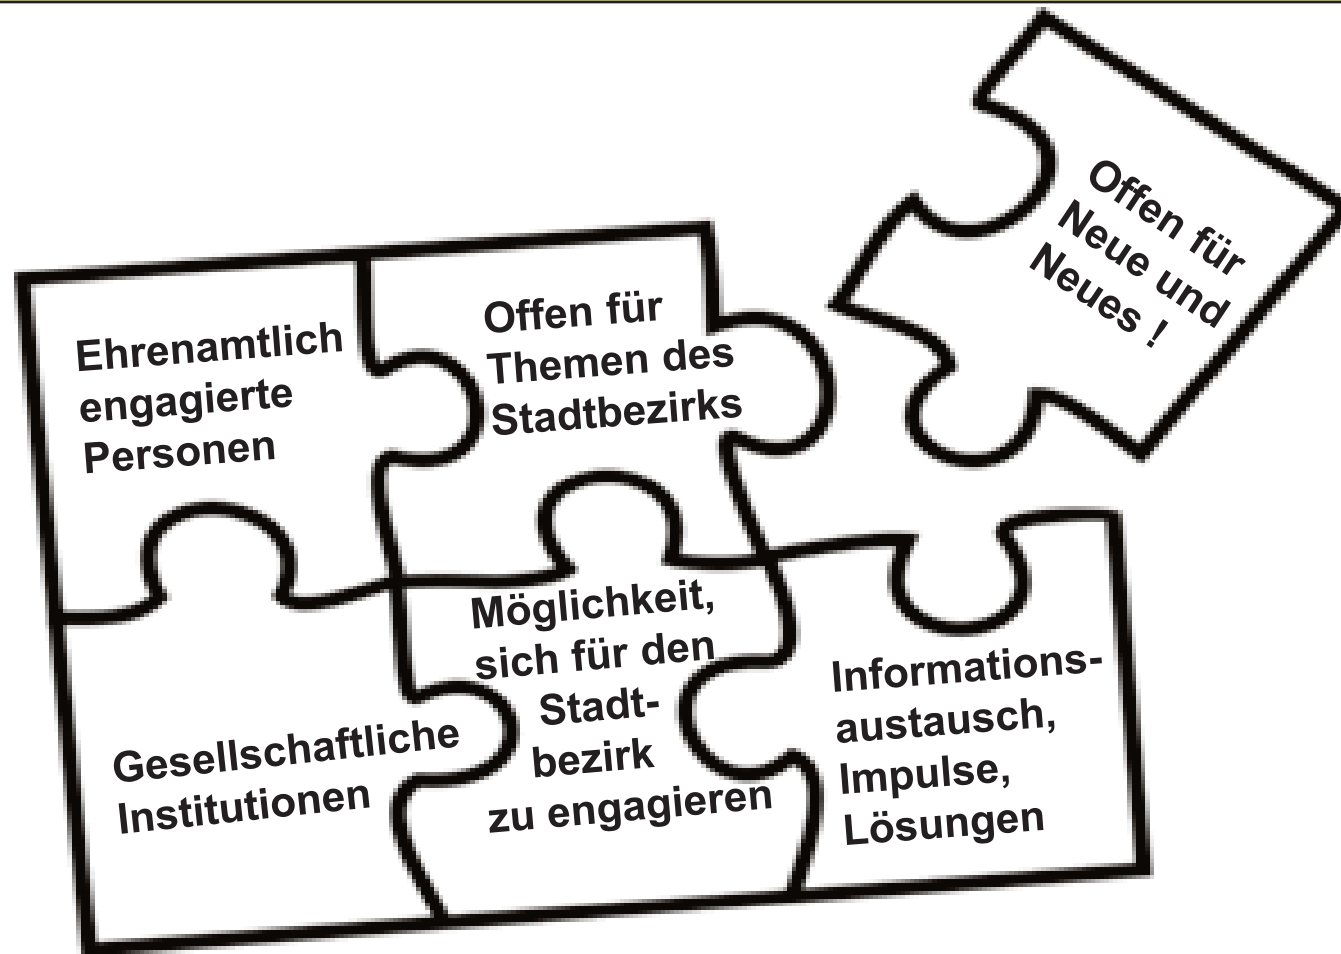 Ehrenamtlich
engagierte
Personen
Offen für
Themen des
Stadtbezirks
Offen für
Neue und
Neues !
Gesellschaftliche
Institutionen
Möglichkeit,
sich für den
Stadt-
bezirk
zu engagieren
Informations-
austausch,
Impulse,
Lösungen